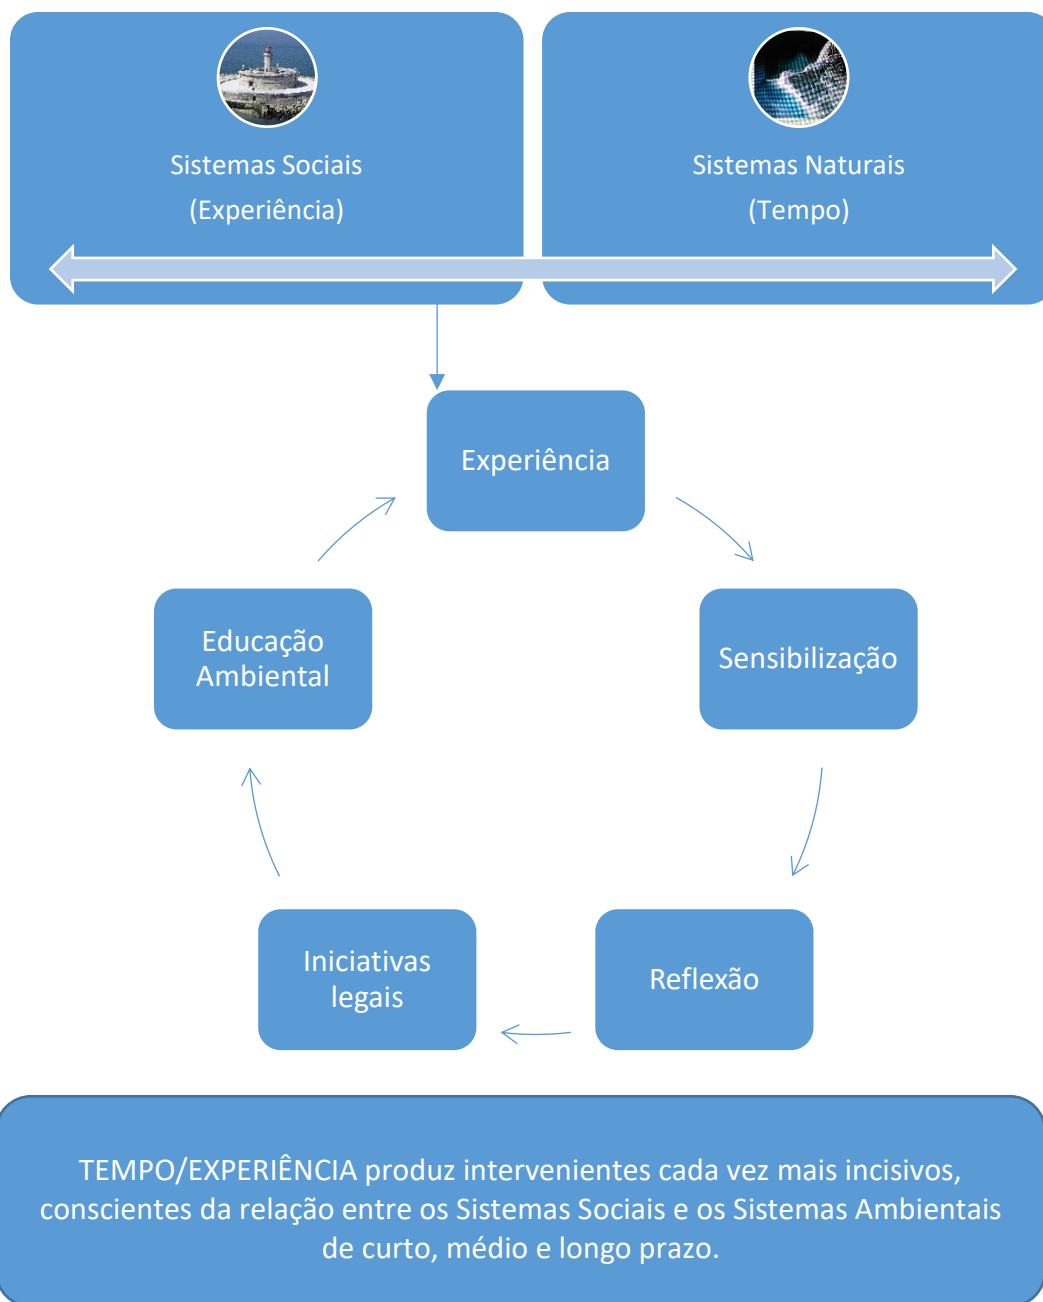 Sistemas Sociais
(Experiência)
Sistemas Naturais
(Tempo)
Experiência
Sensibilização
Reflexão
Iniciativas
legais
Educação
Ambiental
TEMPO/EXPERIÊNCIA produz intervenientes cada vez mais incisivos,
conscientes da relação entre os Sistemas Sociais e os Sistemas Ambientais
de curto, médio e longo prazo.